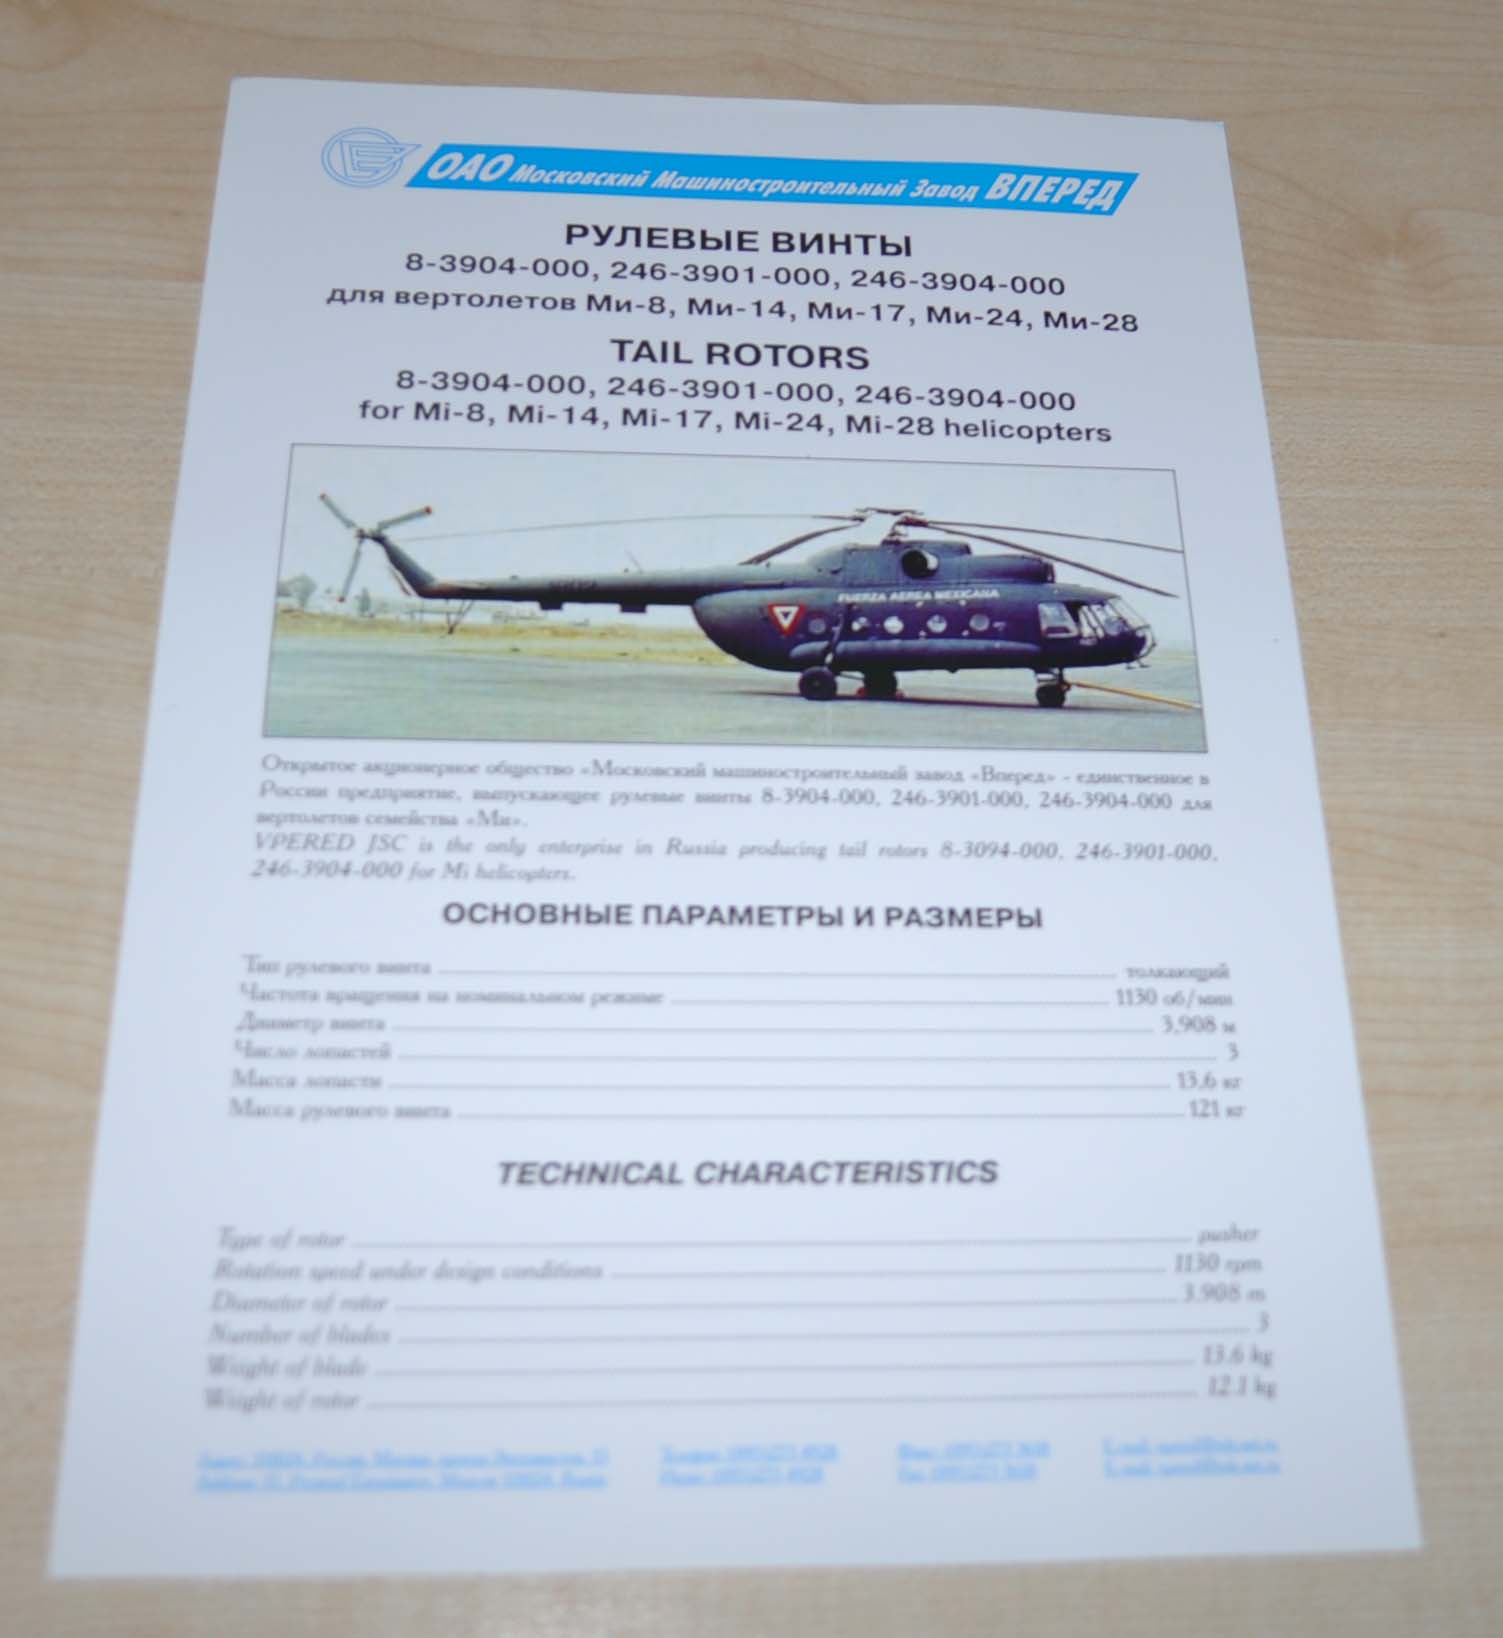 ОАО Московский Машиностроительный Завод ВПЕРЕД
РУЛЕВЫЕ ВИНТЫ
8-3904-000, 246-3901-000, 246-3904-000
для вертолетов Ми-8, Ми-14, Ми-17, Ми-24, Ми-28
TAIL ROTORS
8-3904-000, 246-3901-000, 246-3904-000
for Mi-8, Mi-14, Mi-17, Mi-24, Mi-28 helicopters
FUERZA AEREA MEXICANA
Открытое акционерное общество «Московский машиностроительный завод «Вперед» - единственное в
России предприятие, выпускающее рулевые винты 8-3904-000, 246-3901-000, 246-3904-000 для
вертолетов семейства «Ми».
VPERED JSC is the only enterprise in Russia producing tail rotors 8-3094-000, 246-3901-000,
246-3904-000 for Mi helicopters.
ОСНОВНЫЕ ПАРАМЕТРЫ И РАЗМЕРЫ
Тип рулевого винта толкающий
Частота вращения на номинальном режиме 1130 об/мин
Диаметр винта 3,908 м
Число лопастей 3
Масса лопасти 13,6 кг
Масса рулевого винта 121 кг
TECHNICAL CHARACTERISTICS
Type of rotor pusher
Rotation speed under design conditions 1130 rpm
Diameter of rotor 3.908 m
Number of blades 3
Weight of blade 13.6 kg
Weight of rotor 12.1 kg